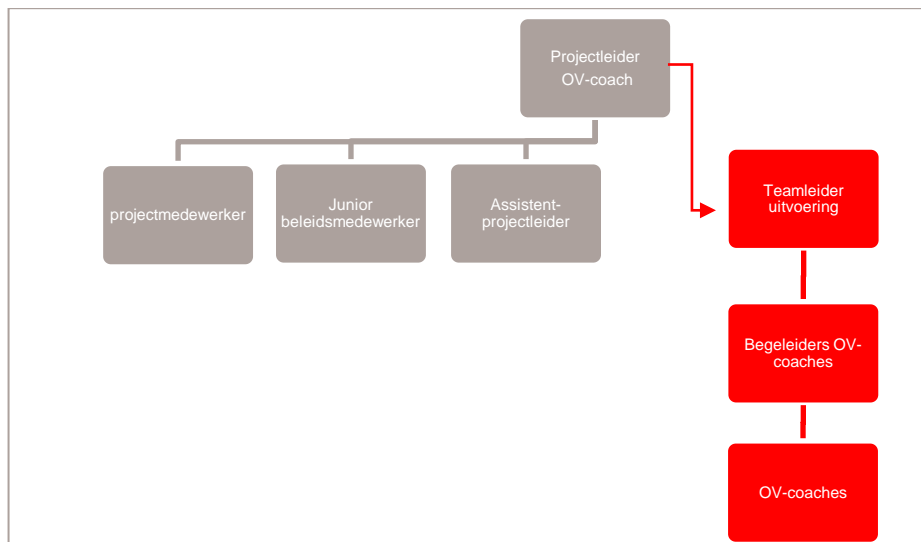 Projectleider
OV-coach
projectmedewerker
Junior
beleidsmedewerker
Assistent-
projectleider
Teamleider
uitvoering
Begeleiders OV-
coaches
OV-coaches